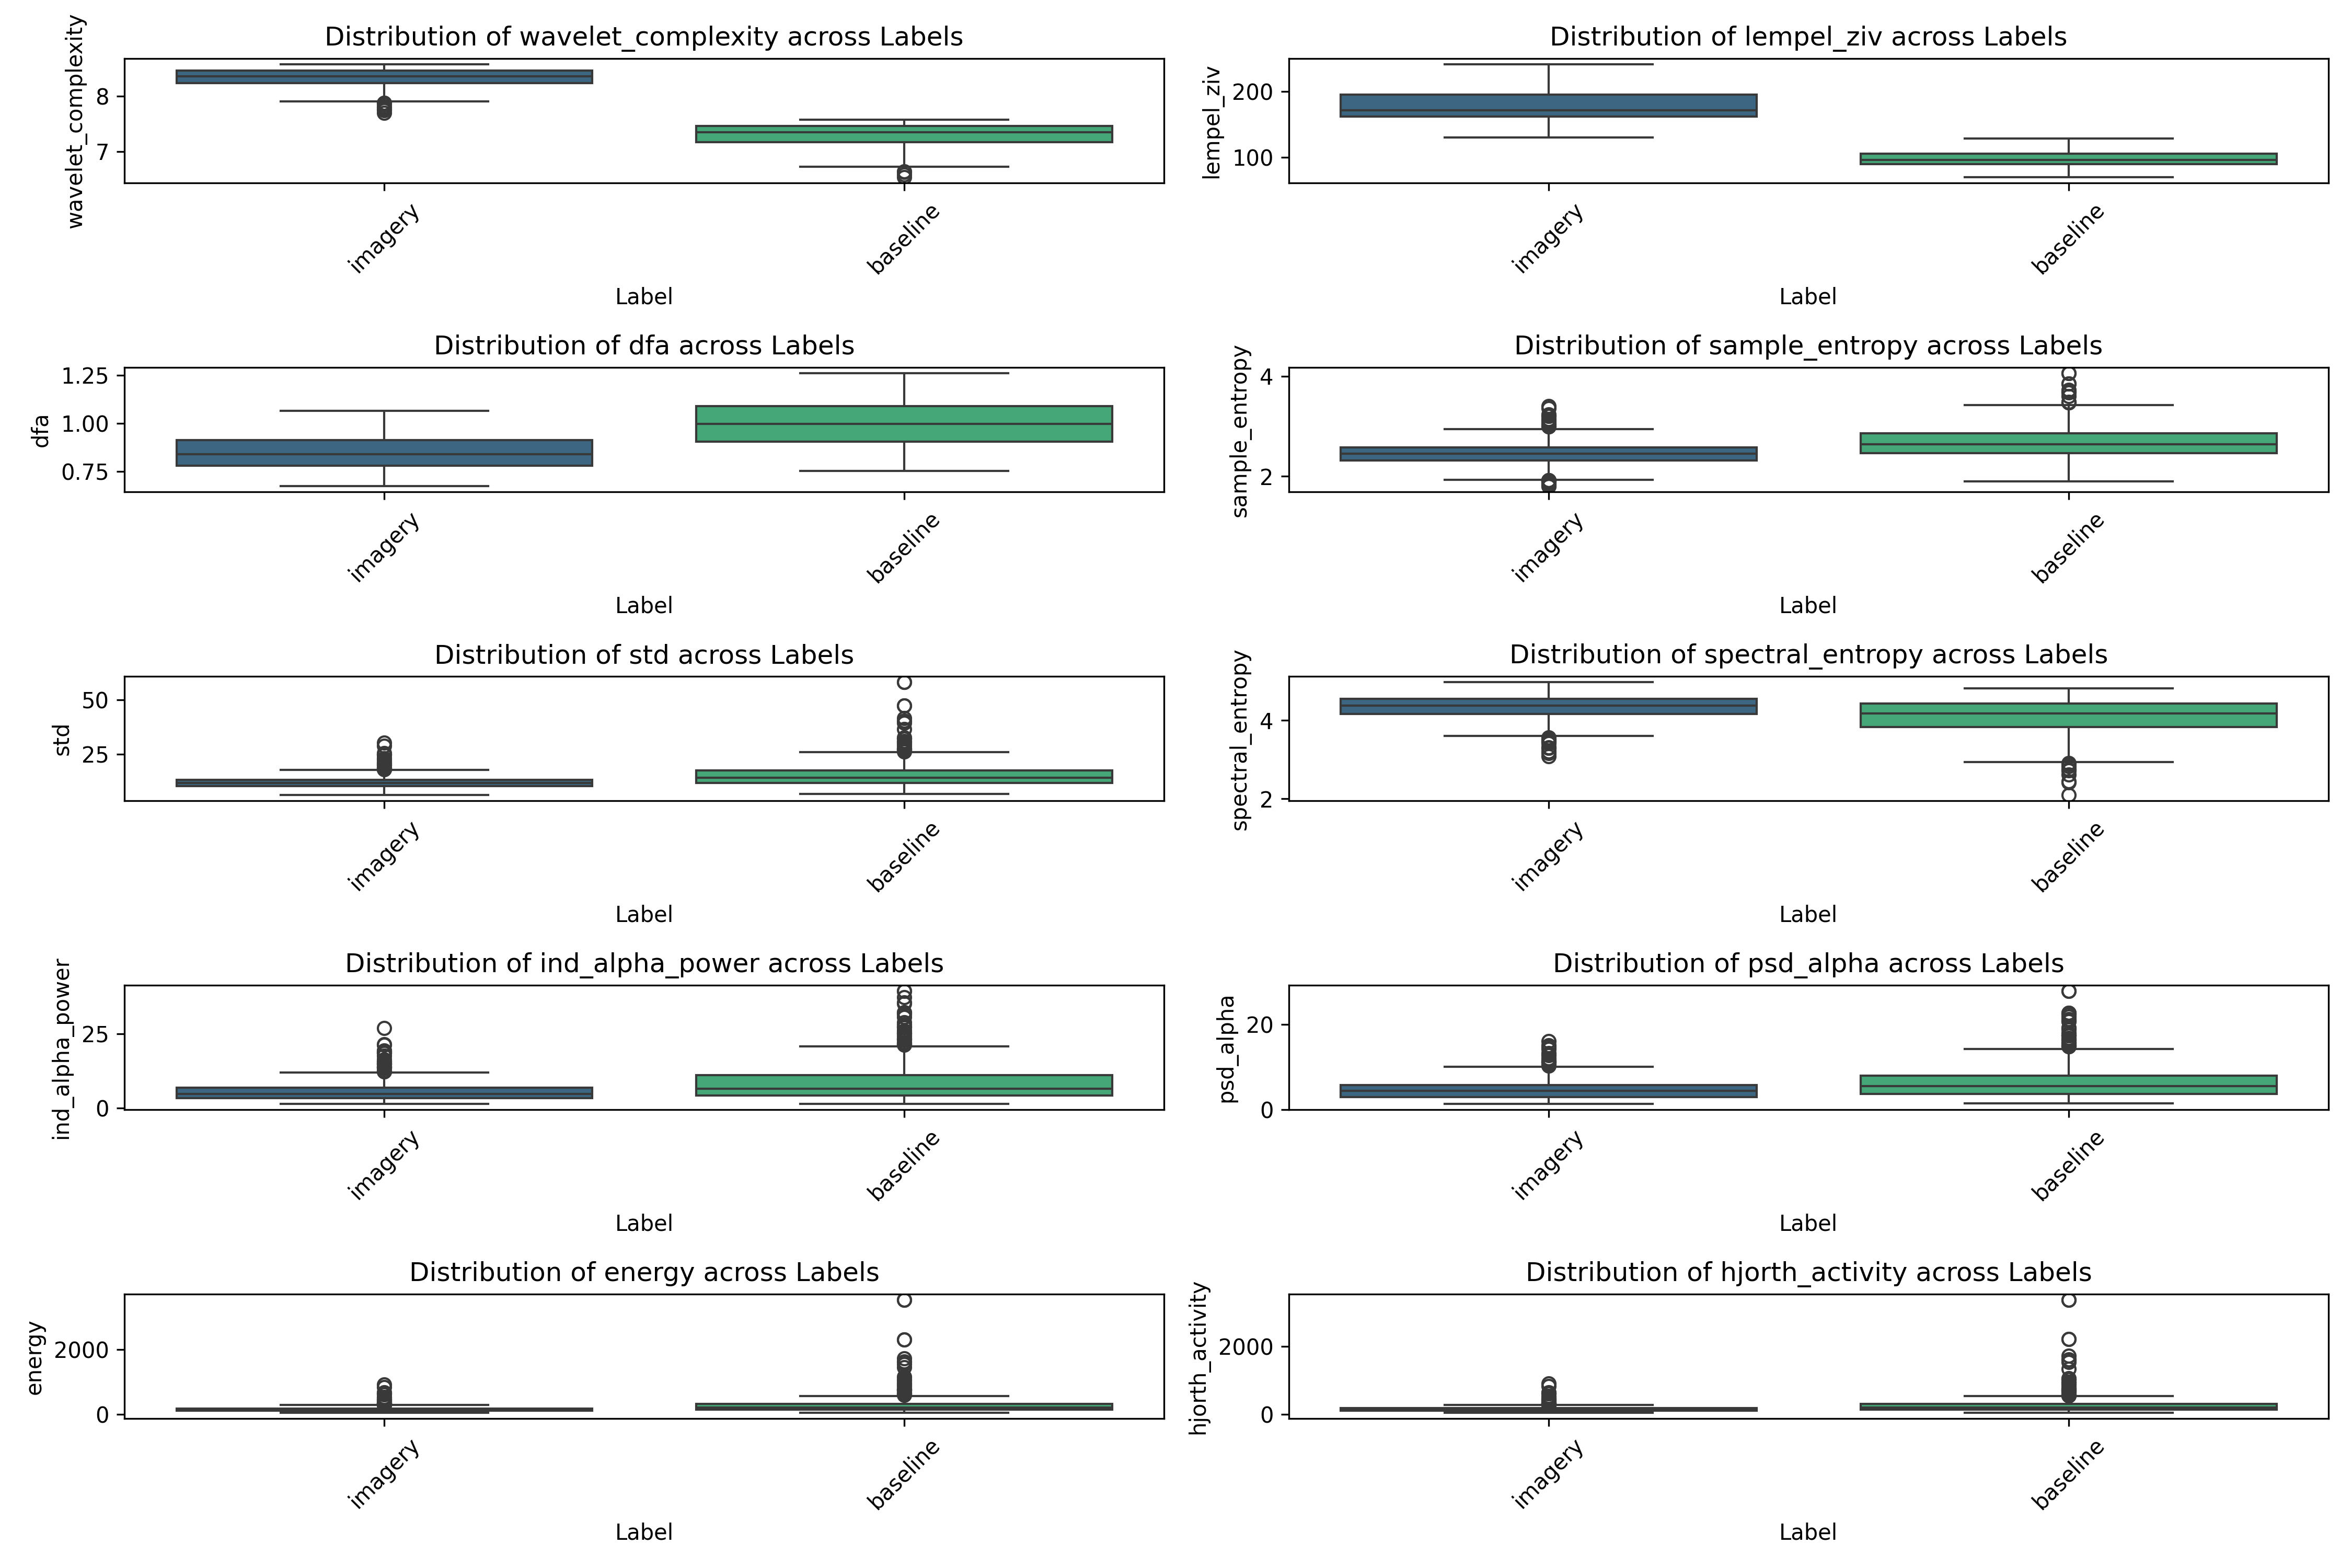 Distribution of wavelet_complexity across Labels
wavelet_complexity
8
7
imagery
baseline
Label
Distribution of lempel_ziv across Labels
lempel_ziv
200
100
imagery
baseline
Label
Distribution of dfa across Labels
dfa
1.25
1.00
0.75
imagery
baseline
Label
Distribution of sample_entropy across Labels
sample_entropy
4
2
imagery
baseline
Label
Distribution of std across Labels
std
50
25
imagery
baseline
Label
Distribution of spectral_entropy across Labels
spectral_entropy
4
2
imagery
baseline
Label
Distribution of ind_alpha_power across Labels
ind_alpha_power
25
0
imagery
baseline
Label
Distribution of psd_alpha across Labels
psd_alpha
20
0
imagery
baseline
Label
Distribution of energy across Labels
energy
2000
0
imagery
baseline
Label
Distribution of hjorth_activity across Labels
hjorth_activity
2000
0
imagery
baseline
Label